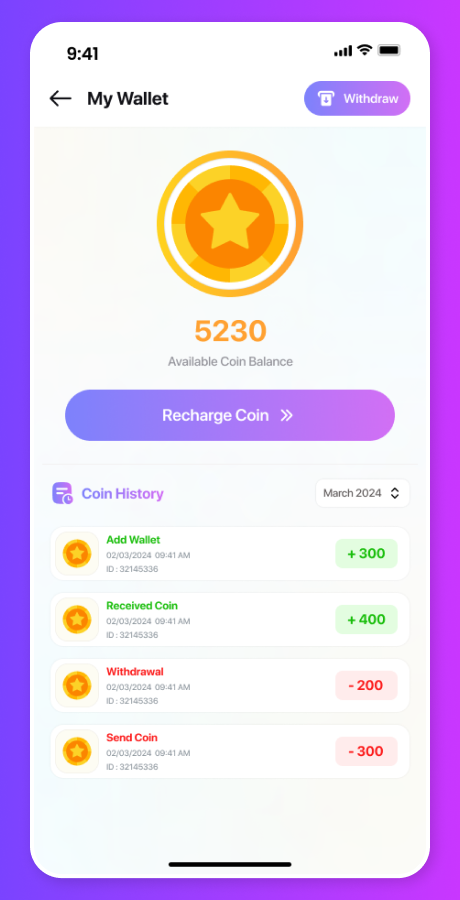 9:41
My Wallet
Withdraw
5230
Available Coin Balance
Recharge Coin
Coin History
March 2024
Add Wallet
02/03/2024 09:41 AM
ID : 32145336
+ 300
Received Coin
02/03/2024 09:41 AM
ID : 32145336
+ 400
Withdrawal
02/03/2024 09:41 AM
ID : 32145336
- 200
Send Coin
02/03/2024 09:41 AM
ID : 32145336
- 300